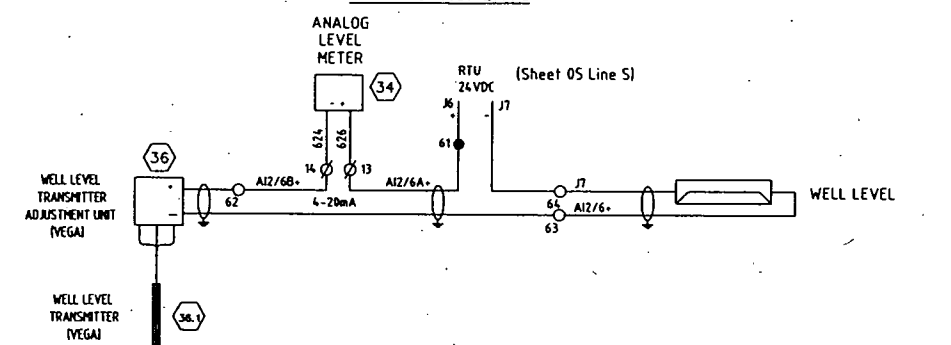 ANALOG
LEVEL
METER
34
RTU
24VDC
(Sheet 05 Line S)
J6
J7
+
-
- +
624
626
61
14
13
36
WELL LEVEL
TRANSMITTER
ADJUSTMENT UNIT
(VEGA)
+
-
62
AI2/6B+
AI2/6A+
4-20mA
J7
64
AI2/6+
63
WELL LEVEL
WELL LEVEL
TRANSMITTER
(VEGA)
36.1